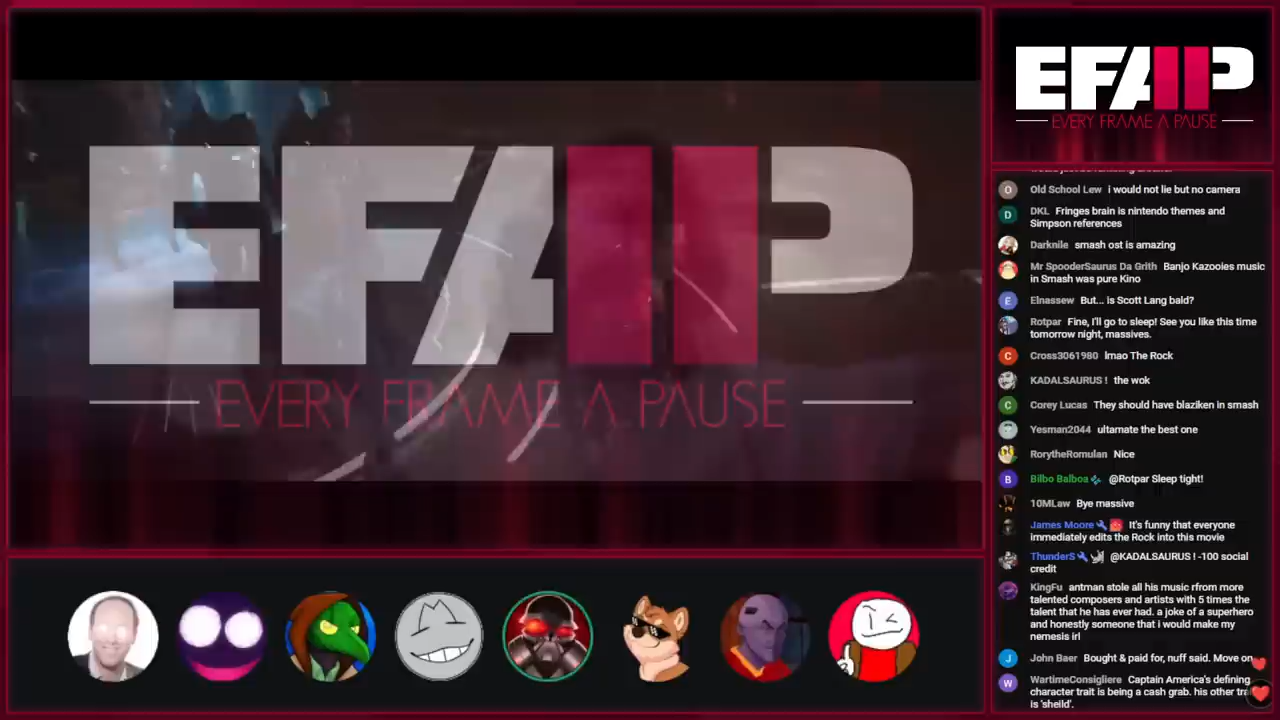 EFAP
EVERY FRAME A PAUSE
EFAP
EVERY FRAME A PAUSE
Old School Lew i would not lie but no camera
DKL Fringes brain is nintendo themes and
Simpson references
Darknile smash ost is amazing
Mr SpooderSaurus Da Grith Banjo Kazooies music
in Smash was pure Kino
Elnassew But... is Scott Lang bald?
Rotpar Fine, I'll go to sleep! See you like this time
tomorrow night, massives.
Cross3061980 lmao The Rock
KADALSAURUS ! the wok
Corey Lucas They should have blaziken in smash
Yesman2044 ultamate the best one
RorytheRomulan Nice
Bilbo Balboa @Rotpar Sleep tight!
10MLaw Bye massive
James Moore It's funny that everyone
immediately edits the Rock into this movie
ThunderS @KADALSAURUS ! -100 social
credit
KingFu antman stole all his music rfrom more
talented composers and artists with 5 times the
talent that he has ever had. a joke of a superhero
and honestly someone that i would make my
nemesis irl
John Baer Bought & paid for, nuff said. Move on
WartimeConsigliere Captain America's defining
character trait is being a cash grab. his other
is 'sheild'.